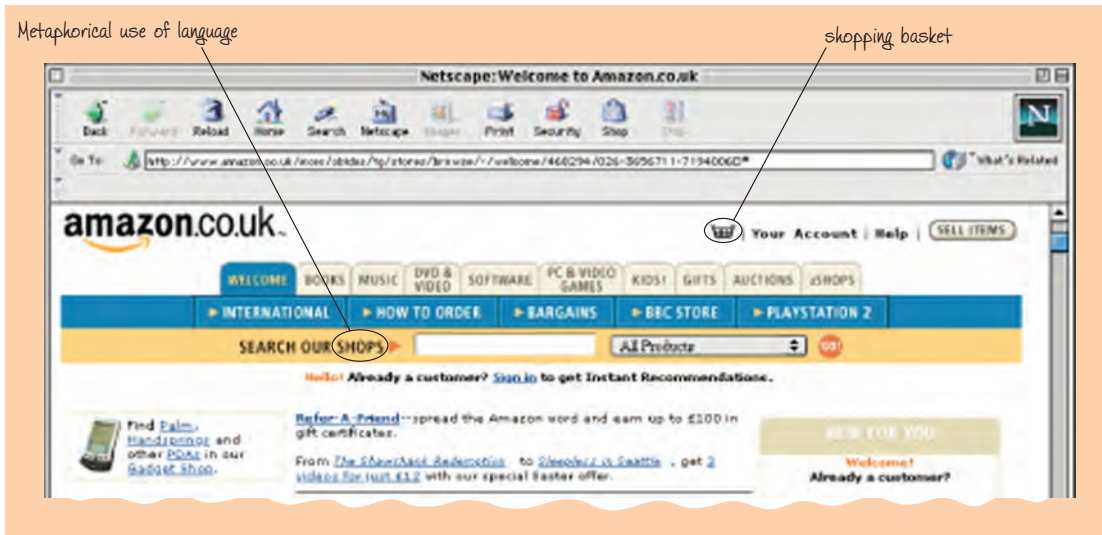 Metaphorical use of language
shopping basket
Netscape: Welcome to Amazon.co.uk
Back Forward Reload Home Search Netscape Images Print Security Shop Stop
Go To: What's Related
amazon.co.uk
Your Account | Help | SELL ITEMS
WELCOME BOOKS MUSIC DVD & VIDEO SOFTWARE PC & VIDEO GAMES KIDS! GIFTS AUCTIONS zSHOPS
INTERNATIONAL HOW TO ORDER BARGAINS BBC STORE PLAYSTATION 2
SEARCH OUR SHOPS All Products GO!
Hello! Already a customer? Sign in to get Instant Recommendations.
Find Palm,
Handspring and
other PDAs in our
Gadget Shop.
Refer-A-Friend--spread the Amazon word and earn up to £100 in
gift certificates.
From The Shawshank Redemption to Sleepless in Seattle, get 2
videos for just £12 with our special Easter offer.
NEW FOR YOU
Welcome!
Already a customer?